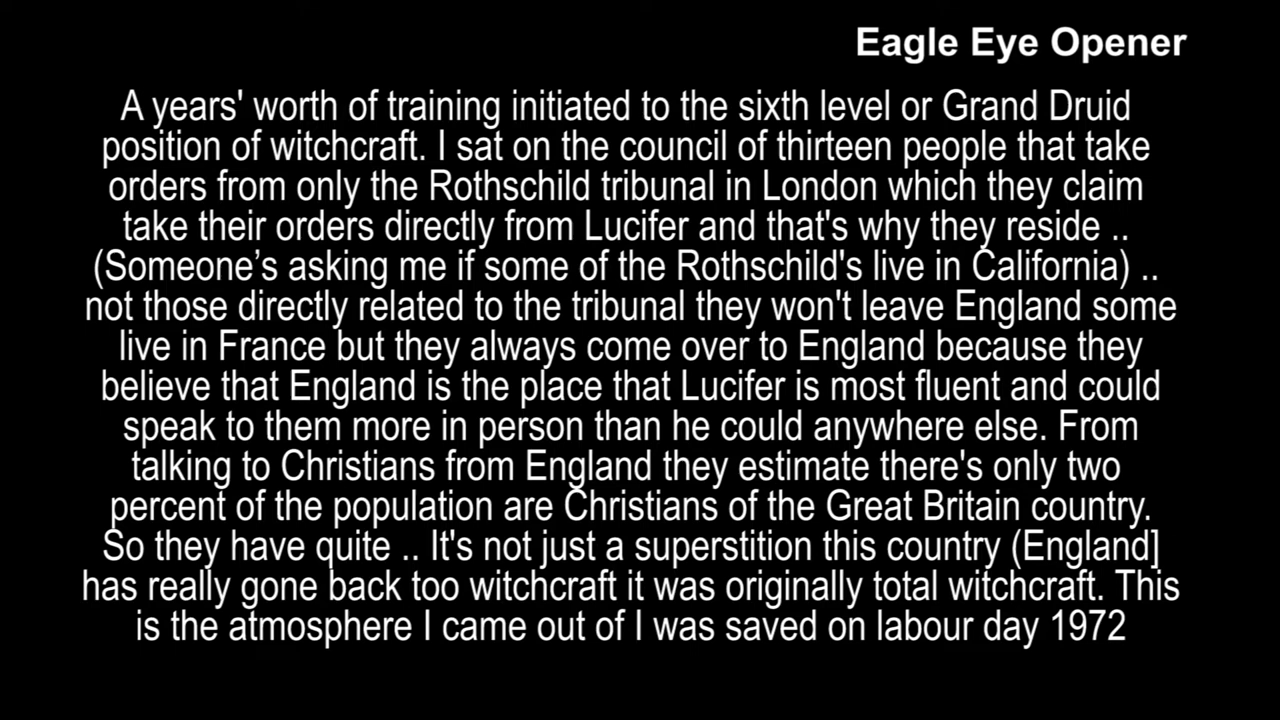 Eagle Eye Opener
A years' worth of training initiated to the sixth level or Grand Druid
position of witchcraft. I sat on the council of thirteen people that take
orders from only the Rothschild tribunal in London which they claim
take their orders directly from Lucifer and that's why they reside ..
(Someone’s asking me if some of the Rothschild's live in California) ..
not those directly related to the tribunal they won't leave England some
live in France but they always come over to England because they
believe that England is the place that Lucifer is most fluent and could
speak to them more in person than he could anywhere else. From
talking to Christians from England they estimate there's only two
percent of the population are Christians of the Great Britain country.
So they have quite .. It's not just a superstition this country (England]
has really gone back too witchcraft it was originally total witchcraft. This
is the atmosphere I came out of I was saved on labour day 1972